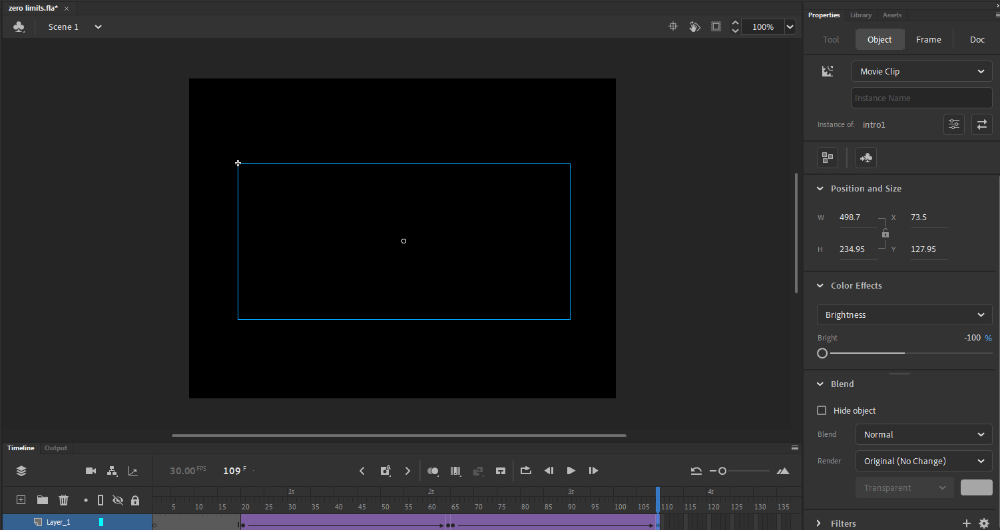 zero limits.fla*
Scene 1
100%
Properties
Library
Assets
Tool
Object
Frame
Doc
Movie Clip
Instance Name
Instance of:
intro1
Position and Size
W 498.7 X 73.5
H 234.95 Y 127.95
Color Effects
Brightness
Bright -100 %
Blend
Hide object
Blend Normal
Render Original (No Change)
Transparent
Filters
Timeline Output
30.00 FPS 109 F
1s 2s 3s 4s
5 10 15 20 25 30 35 40 45 50 55 60 65 70 75 80 85 90 95 100 105 110 115 120 125 130 135
Layer_1